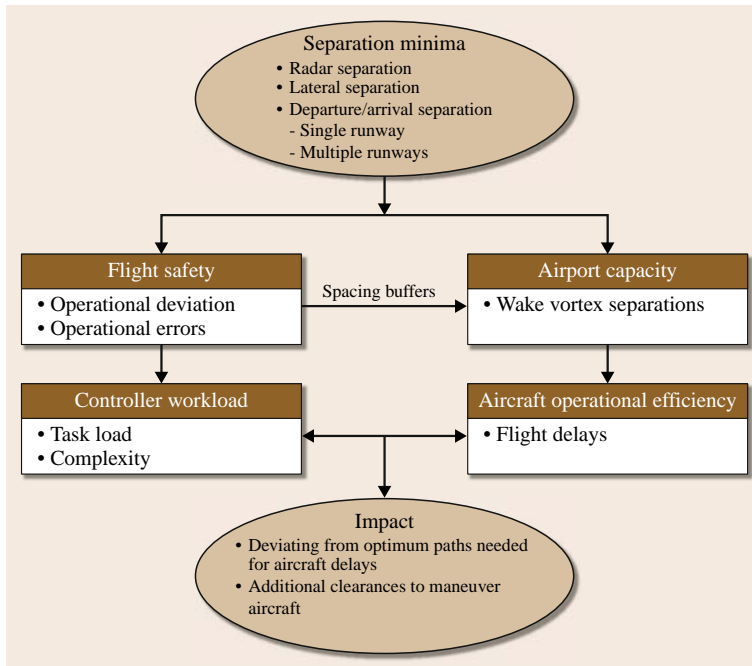 Separation minima
• Radar separation
• Lateral separation
• Departure/arrival separation
- Single runway
- Multiple runways
Flight safety
• Operational deviation
• Operational errors
Spacing buffers
Airport capacity
• Wake vortex separations
Controller workload
• Task load
• Complexity
Aircraft operational efficiency
• Flight delays
Impact
• Deviating from optimum paths needed
for aircraft delays
• Additional clearances to maneuver
aircraft